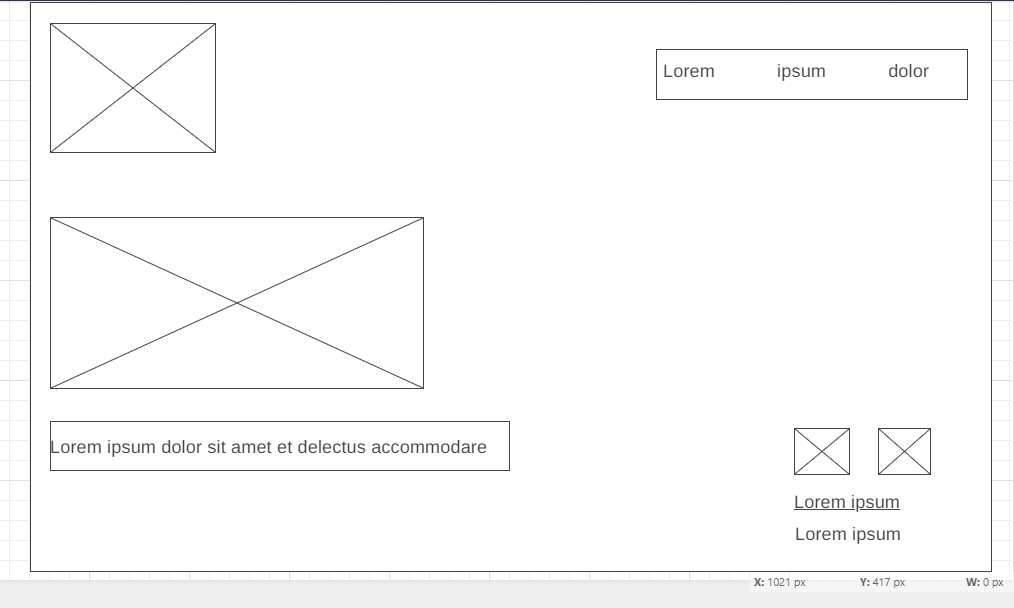 Lorem ipsum dolor
Lorem ipsum dolor sit amet et delectus accommodare
Lorem ipsum
Lorem ipsum
X: 1021 px Y: 417 px W: 0 px